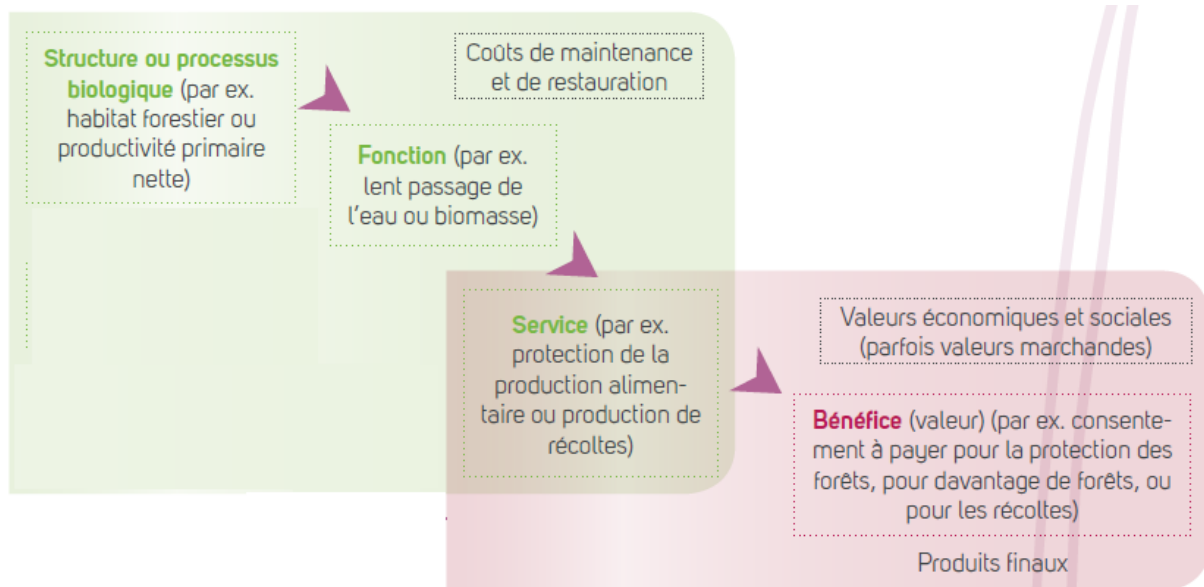 Structure ou processus
biologique (par ex.
habitat forestier ou
productivité primaire
nette)
Coûts de maintenance
et de restauration
Fonction (par ex.
lent passage de
l'eau ou biomasse)
Service (par ex.
protection de la
production alimen-
taire ou production de
récoltes)
Valeurs économiques et sociales
(parfois valeurs marchandes)
Bénéfice (valeur) (par ex. consente-
ment à payer pour la protection des
forêts, pour davantage de forêts, ou
pour les récoltes)
Produits finaux